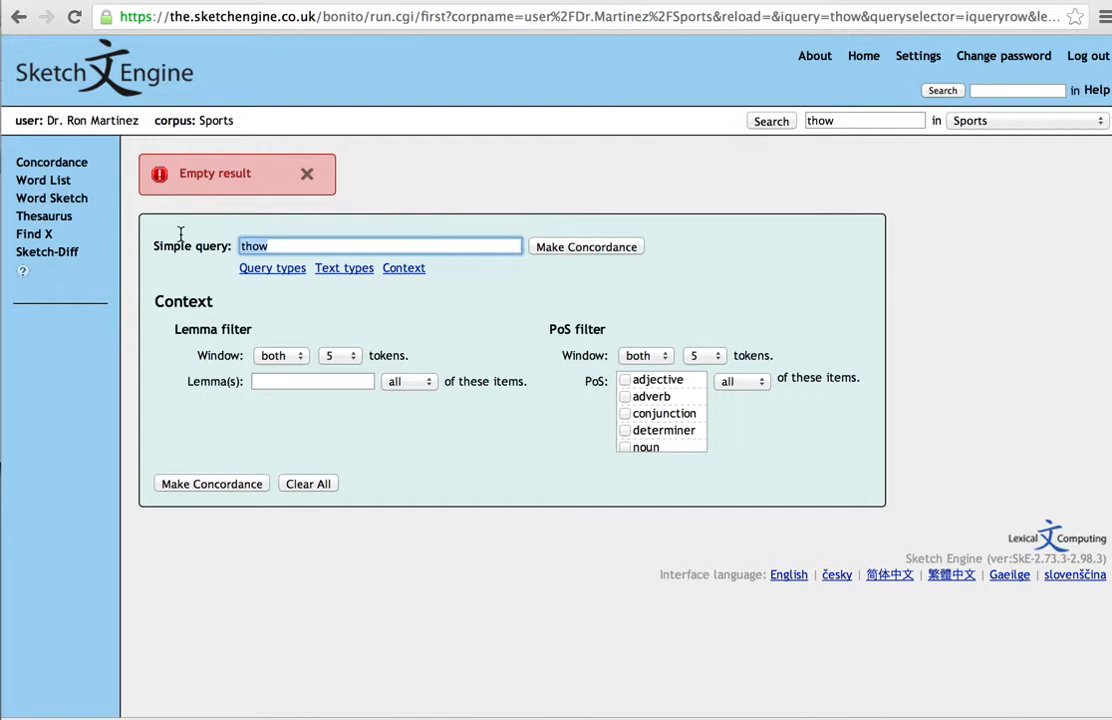 https://the.sketchengine.co.uk/bonito/run.cgi/first?corpname=user%2FDr.Martinez%2FSports&reload=&iquery=thow&queryselector=iqueryrow&le...
Sketch 文 Engine
About Home Settings Change password Log out
Search in Help
user: Dr. Ron Martinez corpus: Sports
Search thow in Sports
Concordance
Word List
Word Sketch
Thesaurus
Find X
Sketch-Diff
?
! Empty result
Simple query: thow Make Concordance
Query types Text types Context
Context
Lemma filter PoS filter
Window: both 5 tokens. Window: both 5 tokens.
Lemma(s): all of these items. PoS: adjective all of these items.
adverb
conjunction
determiner
noun
Make Concordance Clear All
Lexical 文 Computing
Sketch Engine (ver:SkE-2.73.3-2.98.3)
Interface language: English | česky | 简体中文 | 繁體中文 | Gaeilge | slovenščina